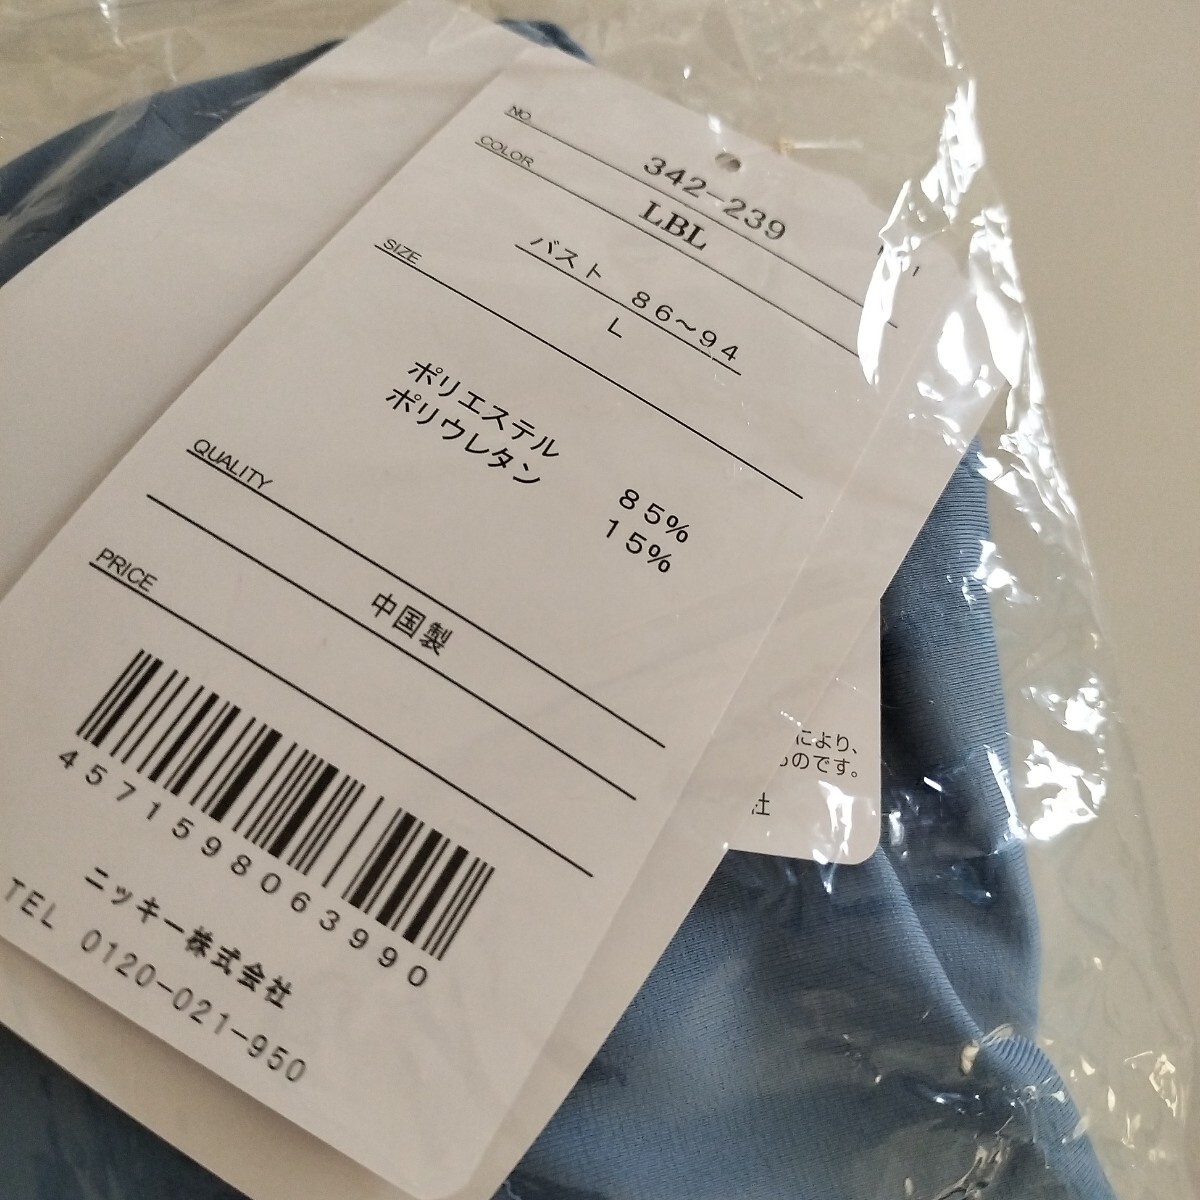 NO
342-239
COLOR
LBL
バスト 86~94
SIZE
L
ポリエステル 85%
ポリウレタン 15%
QUALITY
中国製
PRICE
4571598063990
ニッキー株式会社
TEL 0120-021-950
により、
ものです。
社